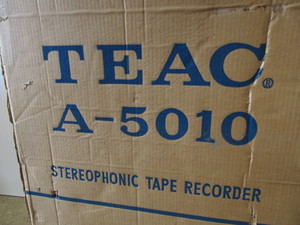 TEAC®
A-5010
STEREOPHONIC TAPE RECORDER